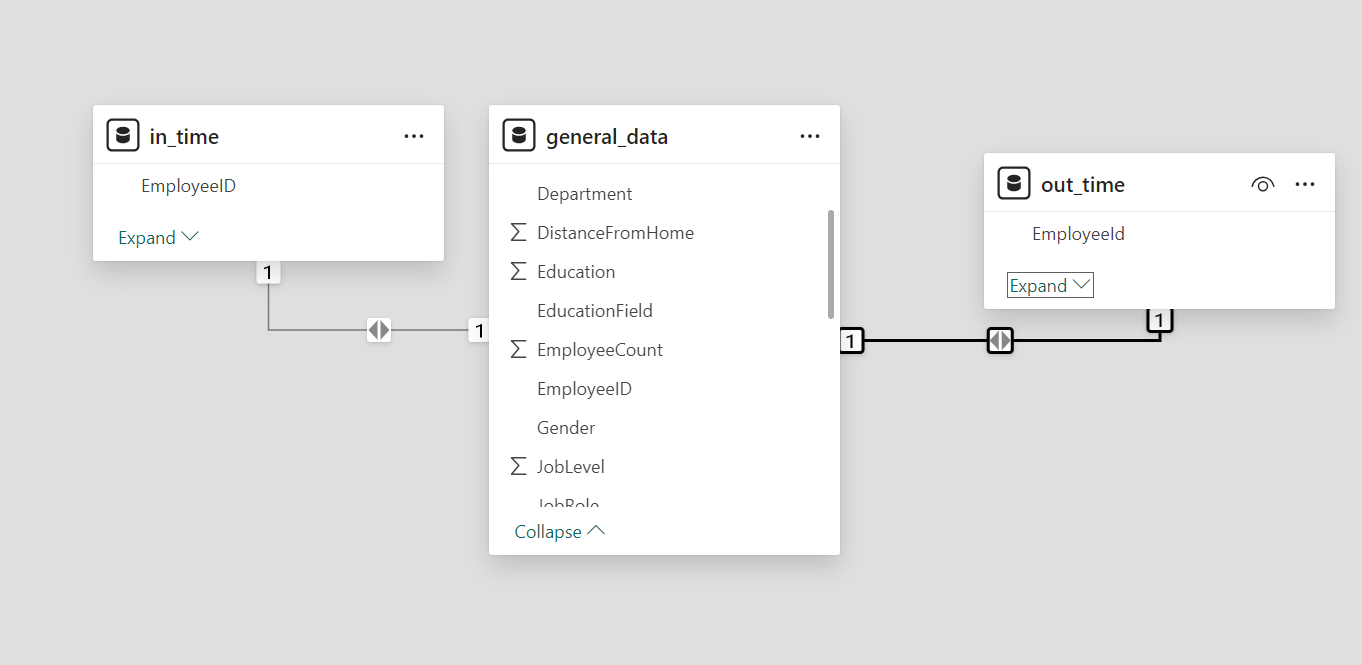 in_time
EmployeeID
Expand
1
1
general_data
Department
DistanceFromHome
Education
EducationField
EmployeeCount
EmployeeID
Gender
JobLevel
JobRole
Collapse
1
out_time
EmployeeId
Expand
1